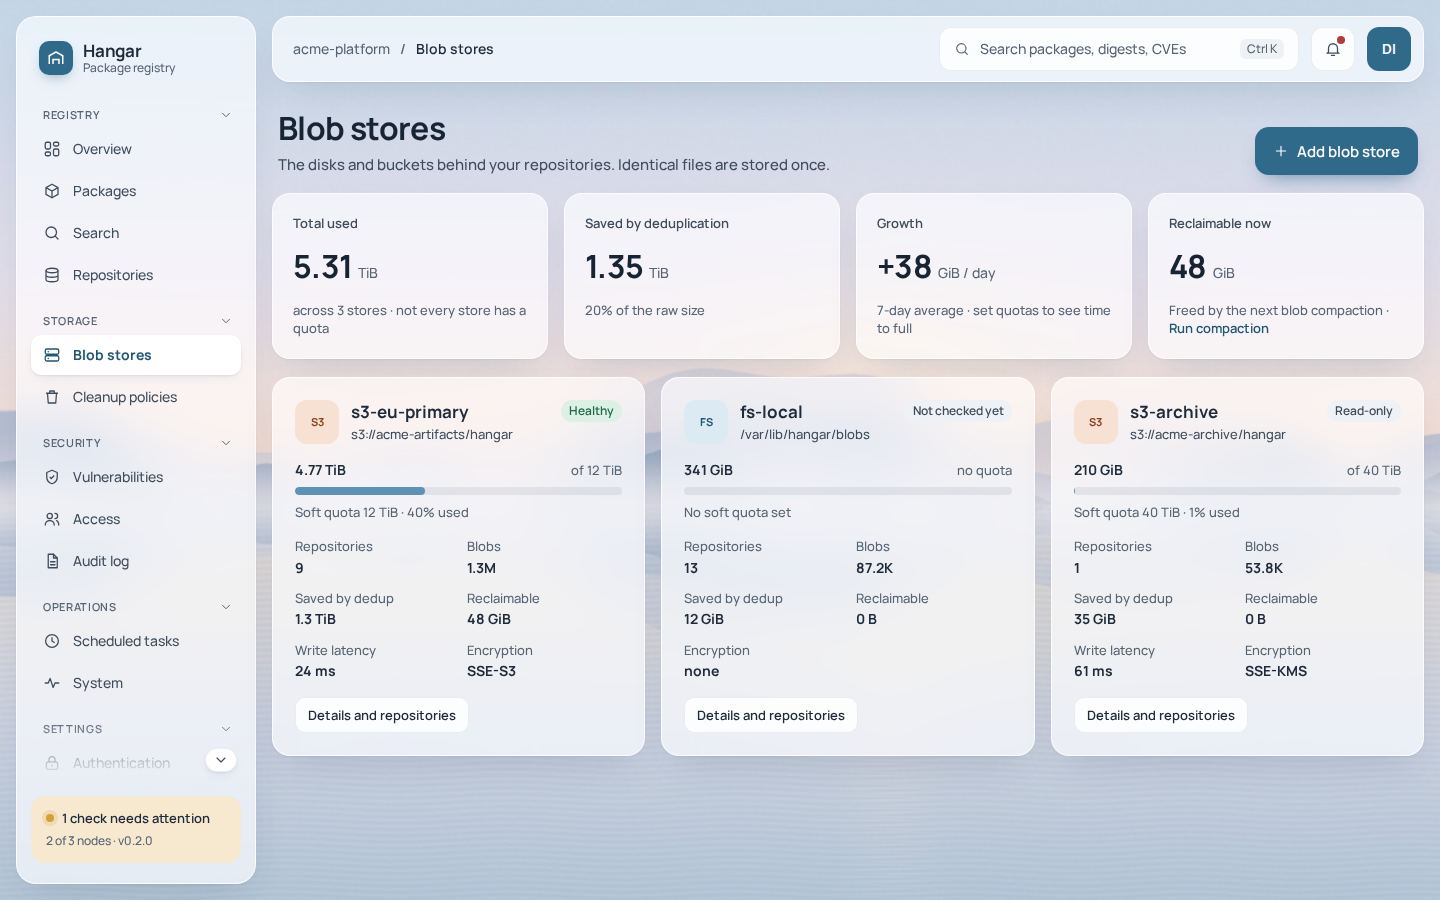 Hangar
Package registry
REGISTRY
Overview
Packages
Search
Repositories
STORAGE
Blob stores
Cleanup policies
SECURITY
Vulnerabilities
Access
Audit log
OPERATIONS
Scheduled tasks
System
SETTINGS
Authentication
1 check needs attention
2 of 3 nodes · v0.2.0
acme-platform / Blob stores
Search packages, digests, CVEs
Ctrl K
DI
Blob stores
The disks and buckets behind your repositories. Identical files are stored once.
Add blob store
Total used
5.31 TiB
across 3 stores · not every store has a
quota
Saved by deduplication
1.35 TiB
20% of the raw size
Growth
+38 GiB / day
7-day average · set quotas to see time
to full
Reclaimable now
48 GiB
Freed by the next blob compaction ·
Run compaction
S3
s3-eu-primary
Healthy
s3://acme-artifacts/hangar
4.77 TiB
of 12 TiB
Soft quota 12 TiB · 40% used
Repositories
Blobs
9
1.3M
Saved by dedup
Reclaimable
1.3 TiB
48 GiB
Write latency
Encryption
24 ms
SSE-S3
Details and repositories
FS
fs-local
Not checked yet
/var/lib/hangar/blobs
341 GiB
no quota
No soft quota set
Repositories
Blobs
13
87.2K
Saved by dedup
Reclaimable
12 GiB
0 B
Encryption
none
Details and repositories
S3
s3-archive
Read-only
s3://acme-archive/hangar
210 GiB
of 40 TiB
Soft quota 40 TiB · 1% used
Repositories
Blobs
1
53.8K
Saved by dedup
Reclaimable
35 GiB
0 B
Write latency
Encryption
61 ms
SSE-KMS
Details and repositories